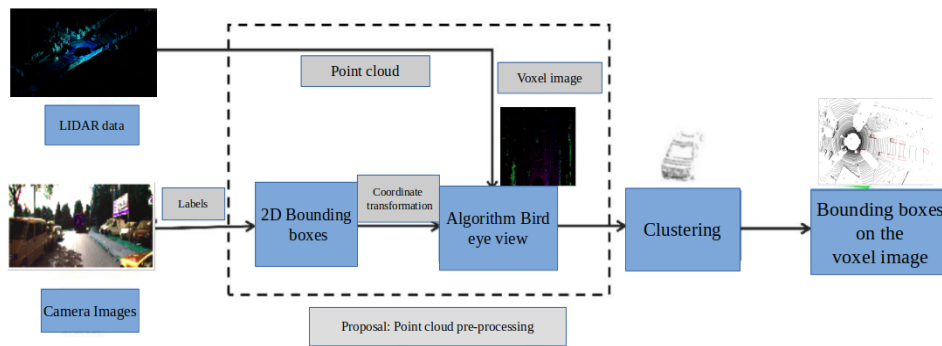 Point cloud
Voxel image
LIDAR data
Labels
2D Bounding
boxes
Coordinate
transformation
Algorithm Bird
eye view
Clustering
Bounding boxes
on the
voxel image
Camera Images
Proposal: Point cloud pre-processing